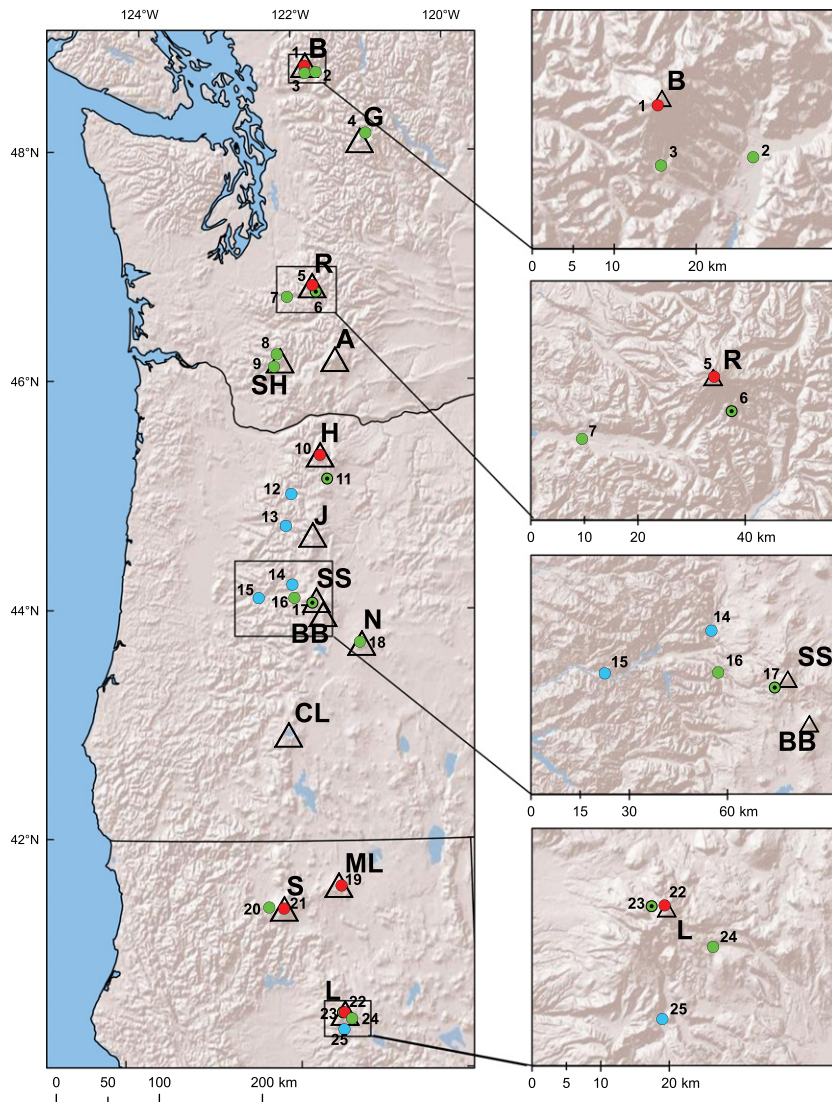 124°W 122°W 120°W
48°N
46°N
44°N
42°N
1 B
3 2
4 G
R
5
7 6
8 A
9
SH
H
10
11
12
13 J
14 SS
15 16
17
BB N
18
CL
ML
S 19
20 21
L 22
23 24
25
0 50 100 200 km
B
1
3 2
0 5 10 20 km
5 R
6
7
0 10 20 40 km
14
15 16 SS
17
BB
0 15 30 60 km
22
23
L
24
25
0 5 10 20 km